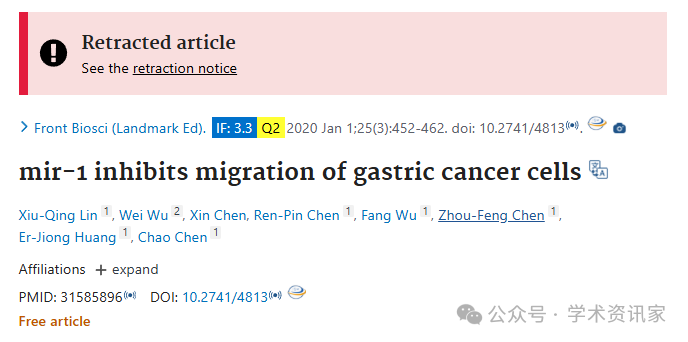 Retracted article
See the retraction notice
Front Biosci (Landmark Ed). IF: 3.3 Q2 2020 Jan 1;25(3):452-462. doi: 10.2741/4813.
mir-1 inhibits migration of gastric cancer cells
Xiu-Qing Lin 1, Wei Wu 2, Xin Chen, Ren-Pin Chen 1, Fang Wu 1, Zhou-Feng Chen 1,
Er-Jiong Huang 1, Chao Chen 1
Affiliations + expand
PMID: 31585896 DOI: 10.2741/4813
Free article
公众号 · 学术资讯家